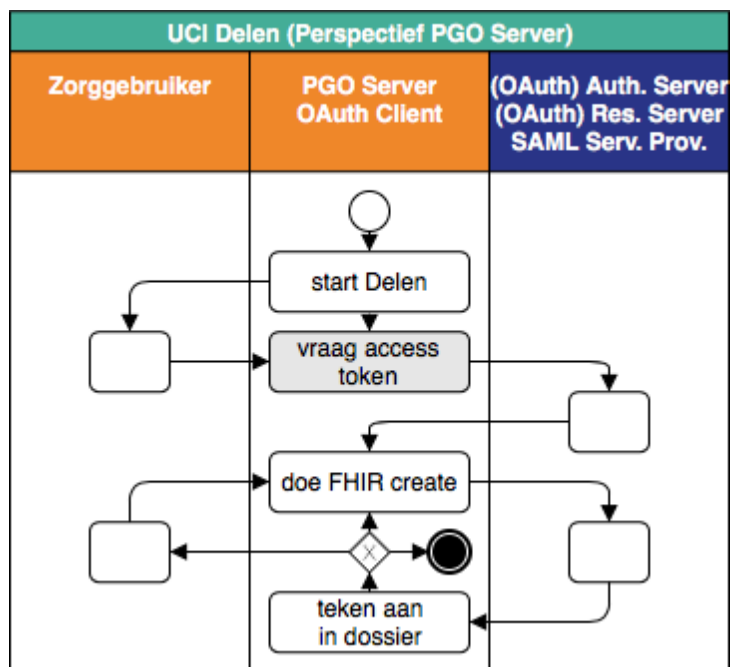 UCI Delen (Perspectief PGO Server)
Zorggebruiker
PGO Server
OAuth Client
(OAuth) Auth. Server
(OAuth) Res. Server
SAML Serv. Prov.
start Delen
vraag access
token
doe FHIR create
X
teken aan
in dossier